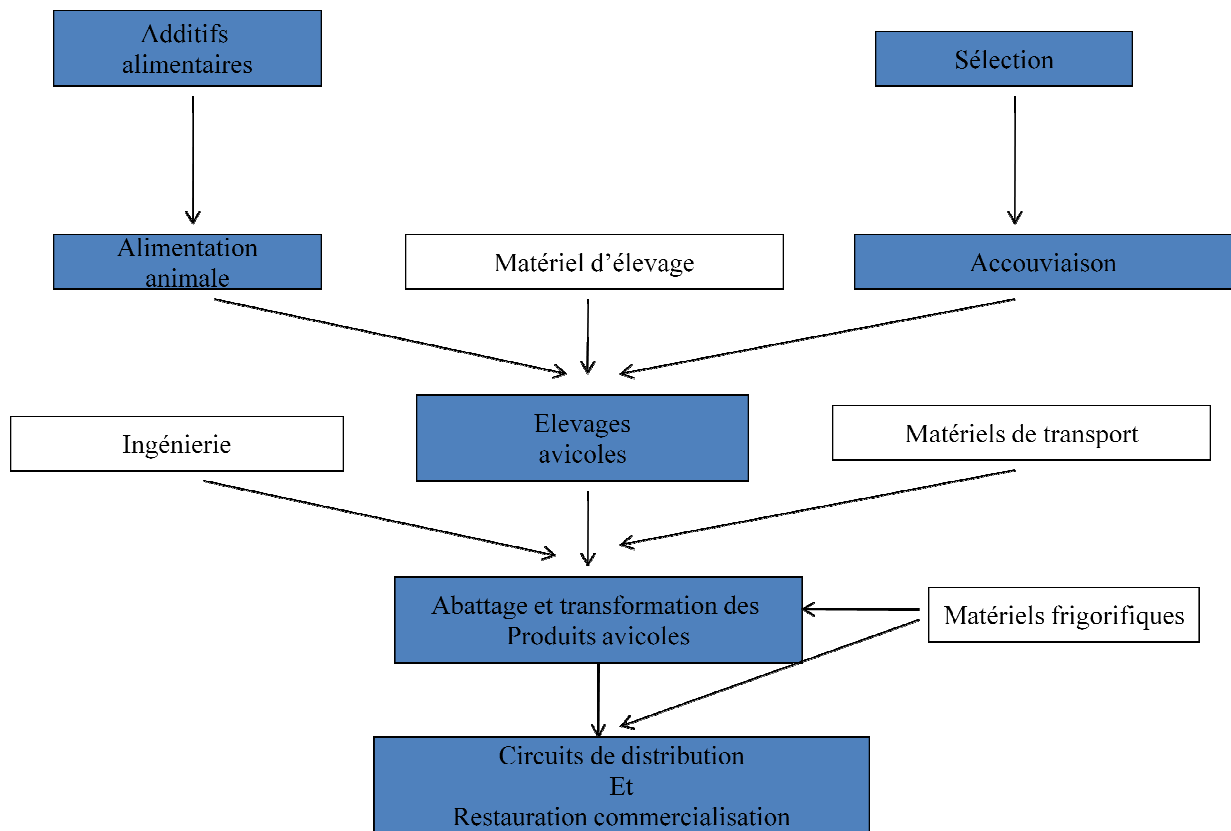 Additifs
alimentaires
Sélection
Alimentation
animale
Matériel d’élevage
Accouviaison
Ingénierie
Elevages
avicoles
Matériels de transport
Abattage et transformation des
Produits avicoles
Matériels frigorifiques
Circuits de distribution
Et
Restauration commercialisation